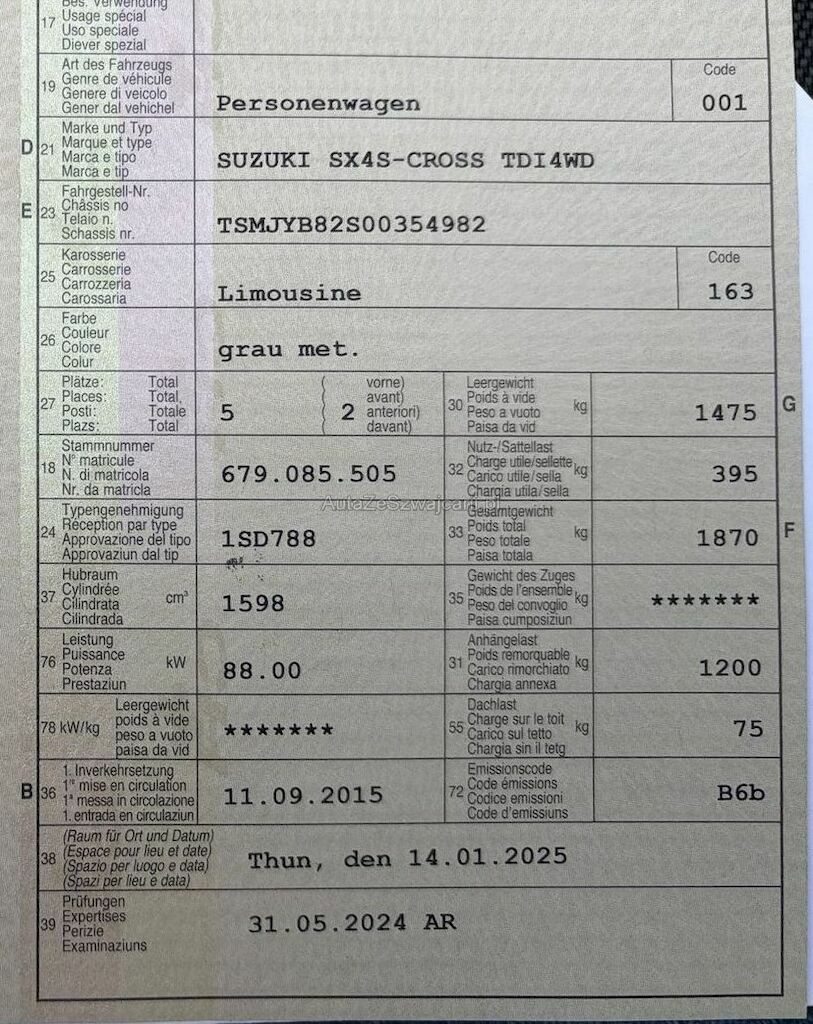 Bes. Verwendung
17 Usage spécial
Uso speciale
Diever spezial
Art des Fahrzeugs
19 Genre de véhicule
Genere di veicolo
Gener dal vehichel
Personenwagen
Code
001
Marke und Typ
D 21 Marque et type
Marca e tipo
Marca e tip
SUZUKI SX4S-CROSS TDI4WD
Fahrgestell-Nr.
E 23 Châssis no
Telaio n.
Schassis nr.
TSMJYB82S00354982
Karosserie
25 Carrosserie
Carrozzeria
Carossaria
Limousine
Code
163
Farbe
26 Couleur
Colore
Colur
grau met.
Plätze: Total
27 Places: Total,
Posti: Totale
Plazs: Total
5
( vorne)
( avant)
( 2 anteriori)
( davant)
Leergewicht
30 Poids à vide kg
Peso a vuoto
Paisa da vid
1475 G
Stammnummer
18 N° matricule
N. di matricola
Nr. da matricla
679.085.505
Nutz-/Sattellast
32 Charge utile/sellette kg
Carico utile/sella
Chargia utila/sella
395
AutaZeSzwajcarii.pl
Typengenehmigung
24 Réception par type
Approvazione del tipo
Approvaziun dal tip
1SD788
Gesamtgewicht
33 Poids total kg
Peso totale
Paisa totala
1870 F
Hubraum
37 Cylindrée cm³
Cilindrata
Cilindrada
1598
Gewicht des Zuges
35 Poids de l'ensemble kg
Peso del convoglio
Paisa cumposiziun
*******
Leistung
76 Puissance kW
Potenza
Prestaziun
88.00
Anhängelast
31 Poids remorquable kg
Carico rimorchiato
Chargia annexa
1200
Leergewicht
78 kW/kg poids à vide
peso a vuoto
paisa da vid
*******
Dachlast
55 Charge sur le toit kg
Carico sul tetto
Chargia sin il tetg
75
1. Inverkehrsetzung
B 36 1re mise en circulation
1a messa in circolazione
1. entrada en circulaziun
11.09.2015
Emissionscode
72 Code émissions
Codice emissioni
Code d'emissiuns
B6b
(Raum für Ort und Datum)
38 (Espace pour lieu et date)
(Spazio per luogo e data)
(Spazi per lieu e data)
Thun, den 14.01.2025
Prüfungen
39 Expertises
Perizie
Examinaziuns
31.05.2024 AR